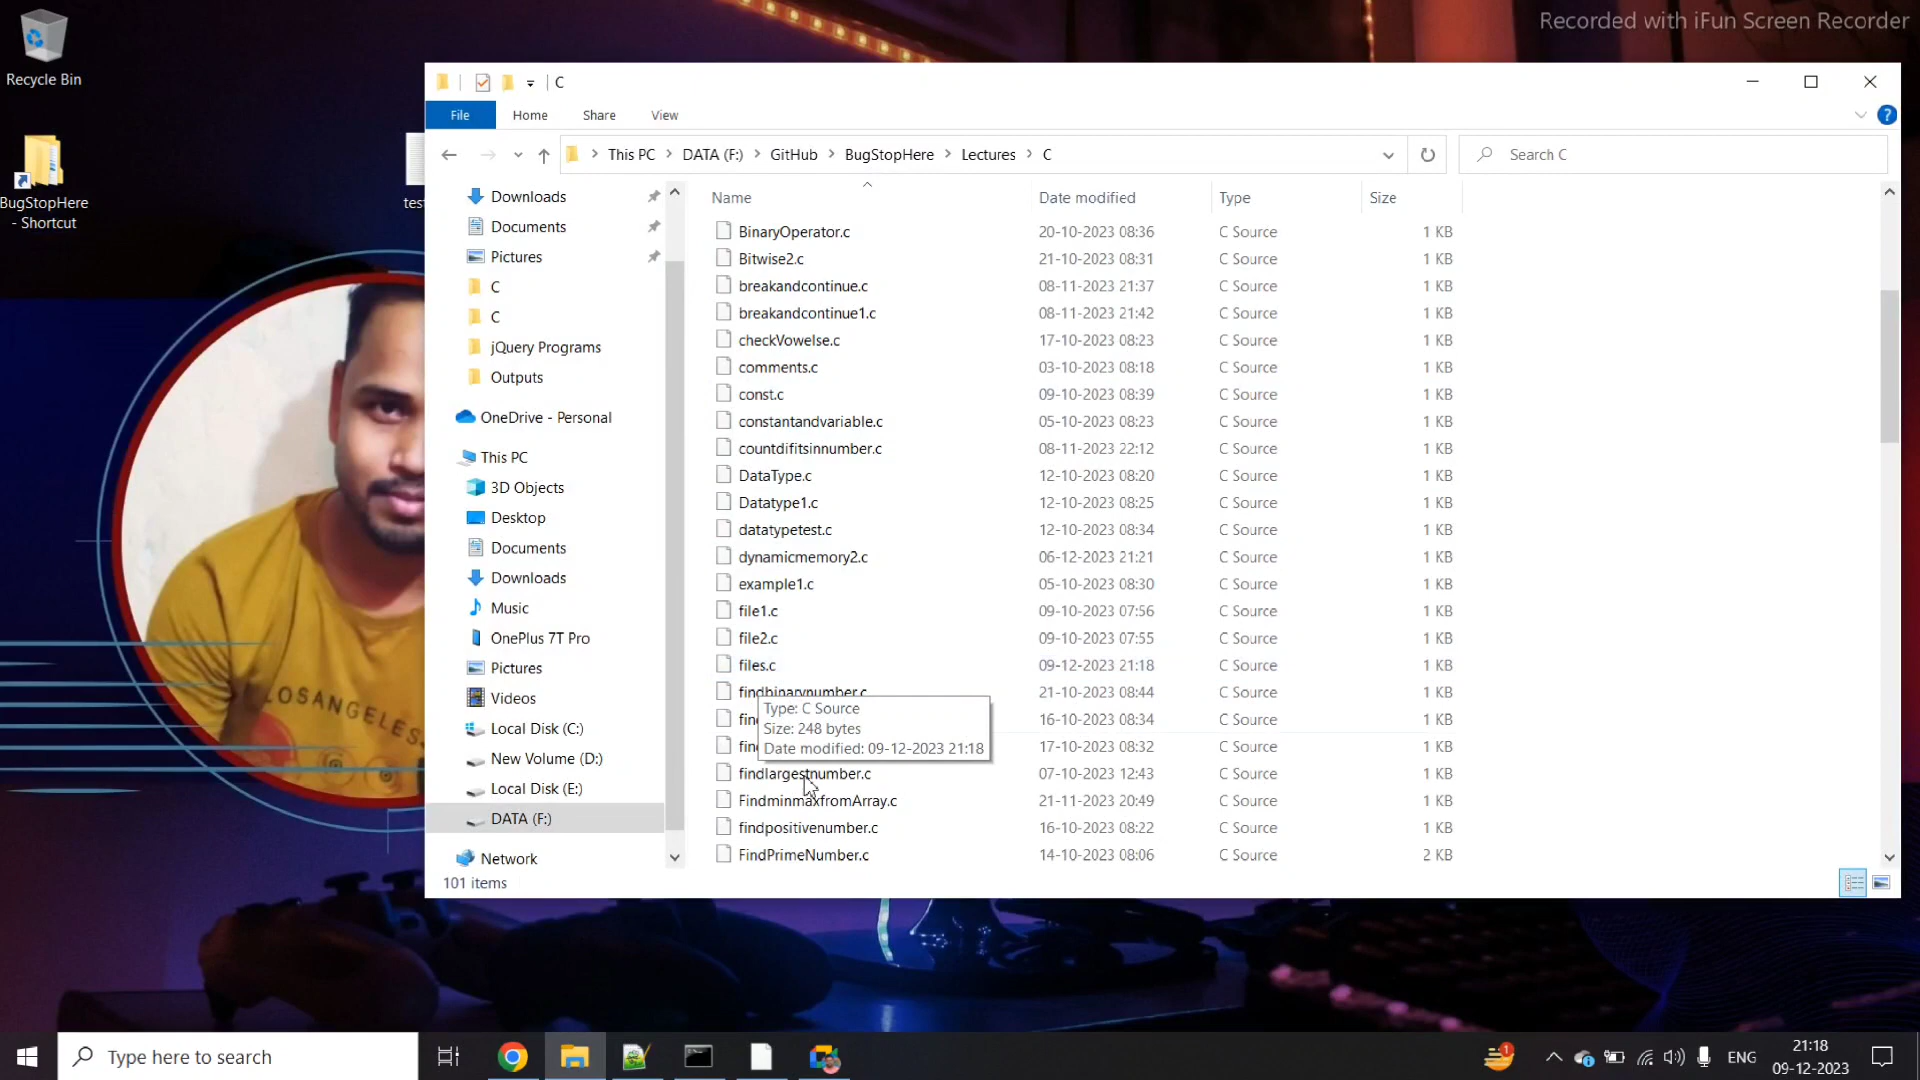 Recorded with iFun Screen Recorder
Recycle Bin
BugStopHere
- Shortcut
C
File
Home
Share
View
This PC
DATA (F:)
GitHub
BugStopHere
Lectures
C
Search C
Downloads
Documents
Pictures
C
C
jQuery Programs
Outputs
OneDrive - Personal
This PC
3D Objects
Desktop
Documents
Downloads
Music
OnePlus 7T Pro
Pictures
Videos
Local Disk (C:)
New Volume (D:)
Local Disk (E:)
DATA (F:)
Network
Name Date modified Type Size
BinaryOperator.c 20-10-2023 08:36 C Source 1 KB
Bitwise2.c 21-10-2023 08:31 C Source 1 KB
breakandcontinue.c 08-11-2023 21:37 C Source 1 KB
breakandcontinue1.c 08-11-2023 21:42 C Source 1 KB
checkVowelse.c 17-10-2023 08:23 C Source 1 KB
comments.c 03-10-2023 08:18 C Source 1 KB
const.c 09-10-2023 08:39 C Source 1 KB
constantandvariable.c 05-10-2023 08:23 C Source 1 KB
countdifitsinnumber.c 08-11-2023 22:12 C Source 1 KB
DataType.c 12-10-2023 08:20 C Source 1 KB
Datatype1.c 12-10-2023 08:25 C Source 1 KB
datatypetest.c 12-10-2023 08:34 C Source 1 KB
dynamicmemory2.c 06-12-2023 21:21 C Source 1 KB
example1.c 05-10-2023 08:30 C Source 1 KB
file1.c 09-10-2023 07:56 C Source 1 KB
file2.c 09-10-2023 07:55 C Source 1 KB
files.c 09-12-2023 21:18 C Source 1 KB
findbinarynumber.c 21-10-2023 08:44 C Source 1 KB
16-10-2023 08:34 C Source 1 KB
17-10-2023 08:32 C Source 1 KB
Type: C Source
Size: 248 bytes
Date modified: 09-12-2023 21:18
findlargestnumber.c 07-10-2023 12:43 C Source 1 KB
FindminmaxfromArray.c 21-11-2023 20:49 C Source 1 KB
findpositivenumber.c 16-10-2023 08:22 C Source 1 KB
FindPrimeNumber.c 14-10-2023 08:06 C Source 2 KB
101 items
LOSANGELES
Type here to search
1
ENG
21:18
09-12-2023